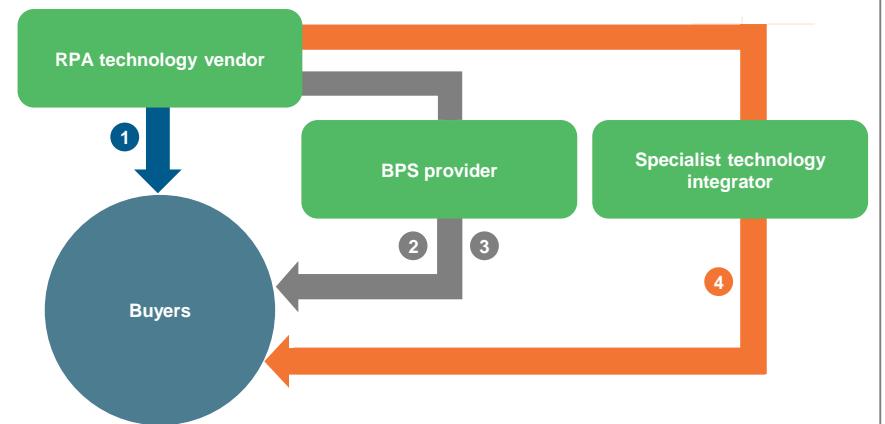 RPA technology vendor
1
BPS provider
Specialist technology
integrator
2
3
4
Buyers